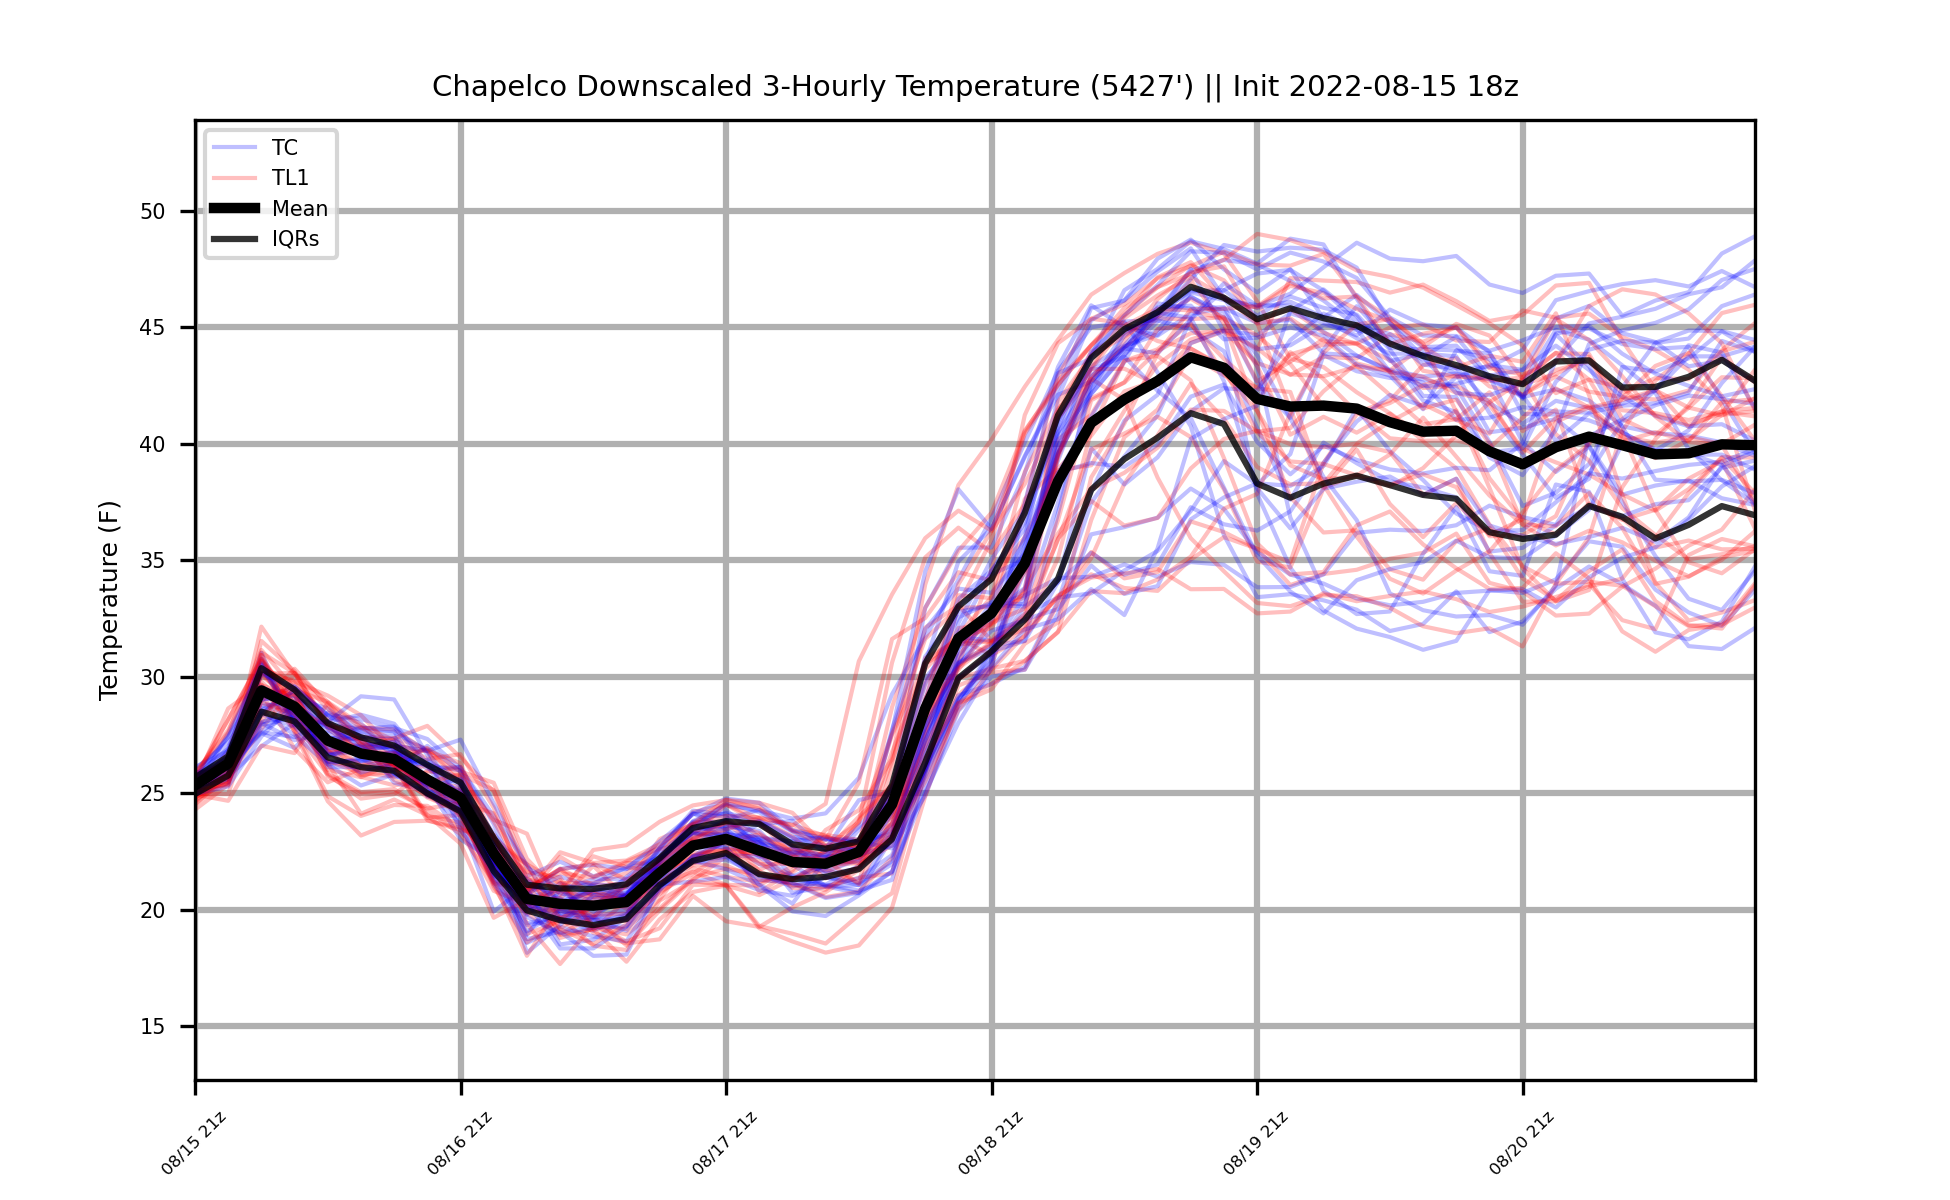 Chapelco Downscaled 3-Hourly Temperature (5427') || Init 2022-08-15 18z
TC
TL1
Mean
IQRs
Temperature (F)
50
45
40
35
30
25
20
15
08/15 21z
08/16 21z
08/17 21z
08/18 21z
08/19 21z
08/20 21z